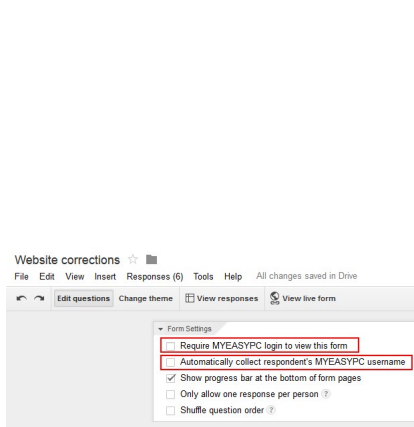 Website corrections
File Edit View Insert Responses (6) Tools Help All changes saved in Drive
Edit questions Change theme View responses View live form
Form Settings
Require MYEASYPC login to view this form
Automatically collect respondent's MYEASYPC username
Show progress bar at the bottom of form pages
Only allow one response per person ?
Shuffle question order ?